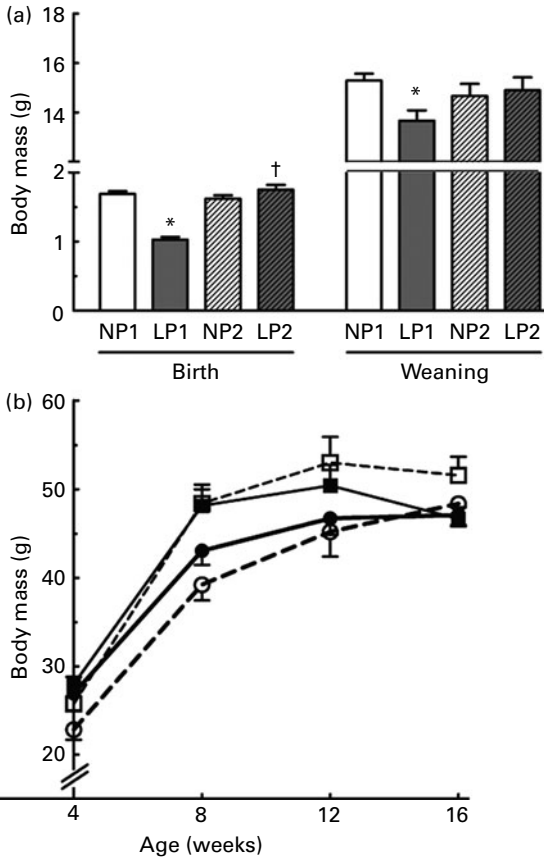 (a)
18
16
14
2
1
0
Body mass (g)
*
*
†
NP1 LP1 NP2 LP2 NP1 LP1 NP2 LP2
Birth Weaning
(b)
60
50
40
30
20
Body mass (g)
4 8 12 16
Age (weeks)